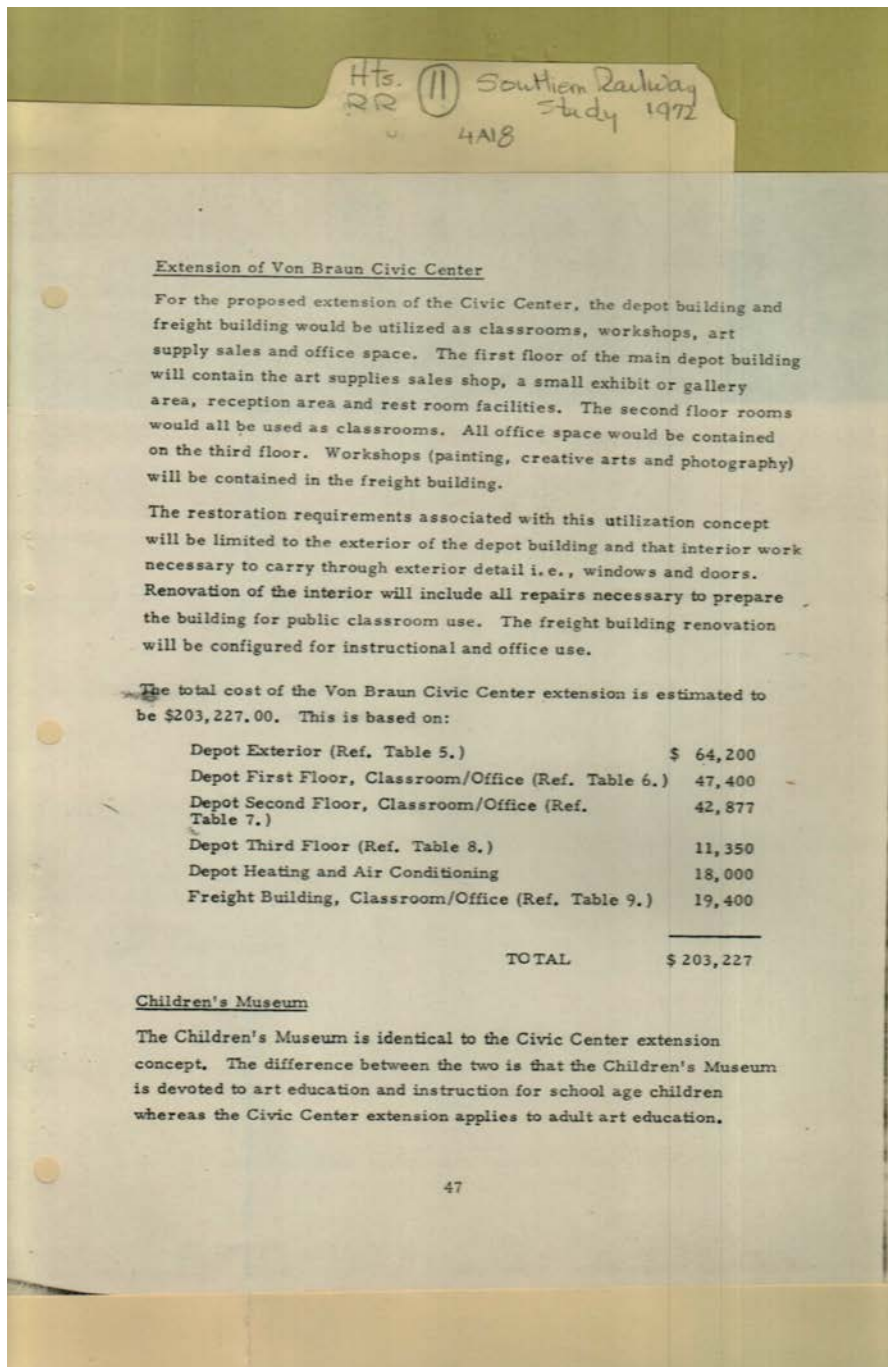 Hts. (11) Southern Railway
RR Study 1972
4A18
Extension of Von Braun Civic Center
For the proposed extension of the Civic Center, the depot building and
freight building would be utilized as classrooms, workshops, art
supply sales and office space. The first floor of the main depot building
will contain the art supplies sales shop, a small exhibit or gallery
area, reception area and rest room facilities. The second floor rooms
would all be used as classrooms. All office space would be contained
on the third floor. Workshops (painting, creative arts and photography)
will be contained in the freight building.
The restoration requirements associated with this utilization concept
will be limited to the exterior of the depot building and that interior work
necessary to carry through exterior detail i.e., windows and doors.
Renovation of the interior will include all repairs necessary to prepare
the building for public classroom use. The freight building renovation
will be configured for instructional and office use.
The total cost of the Von Braun Civic Center extension is estimated to
be $203,227.00. This is based on:
Depot Exterior (Ref. Table 5.) $ 64,200
Depot First Floor, Classroom/Office (Ref. Table 6.) 47,400
Depot Second Floor, Classroom/Office (Ref. 42,877
Table 7.)
Depot Third Floor (Ref. Table 8.) 11,350
Depot Heating and Air Conditioning 18,000
Freight Building, Classroom/Office (Ref. Table 9.) 19,400
TOTAL $ 203,227
Children's Museum
The Children's Museum is identical to the Civic Center extension
concept. The difference between the two is that the Children's Museum
is devoted to art education and instruction for school age children
whereas the Civic Center extension applies to adult art education.
47